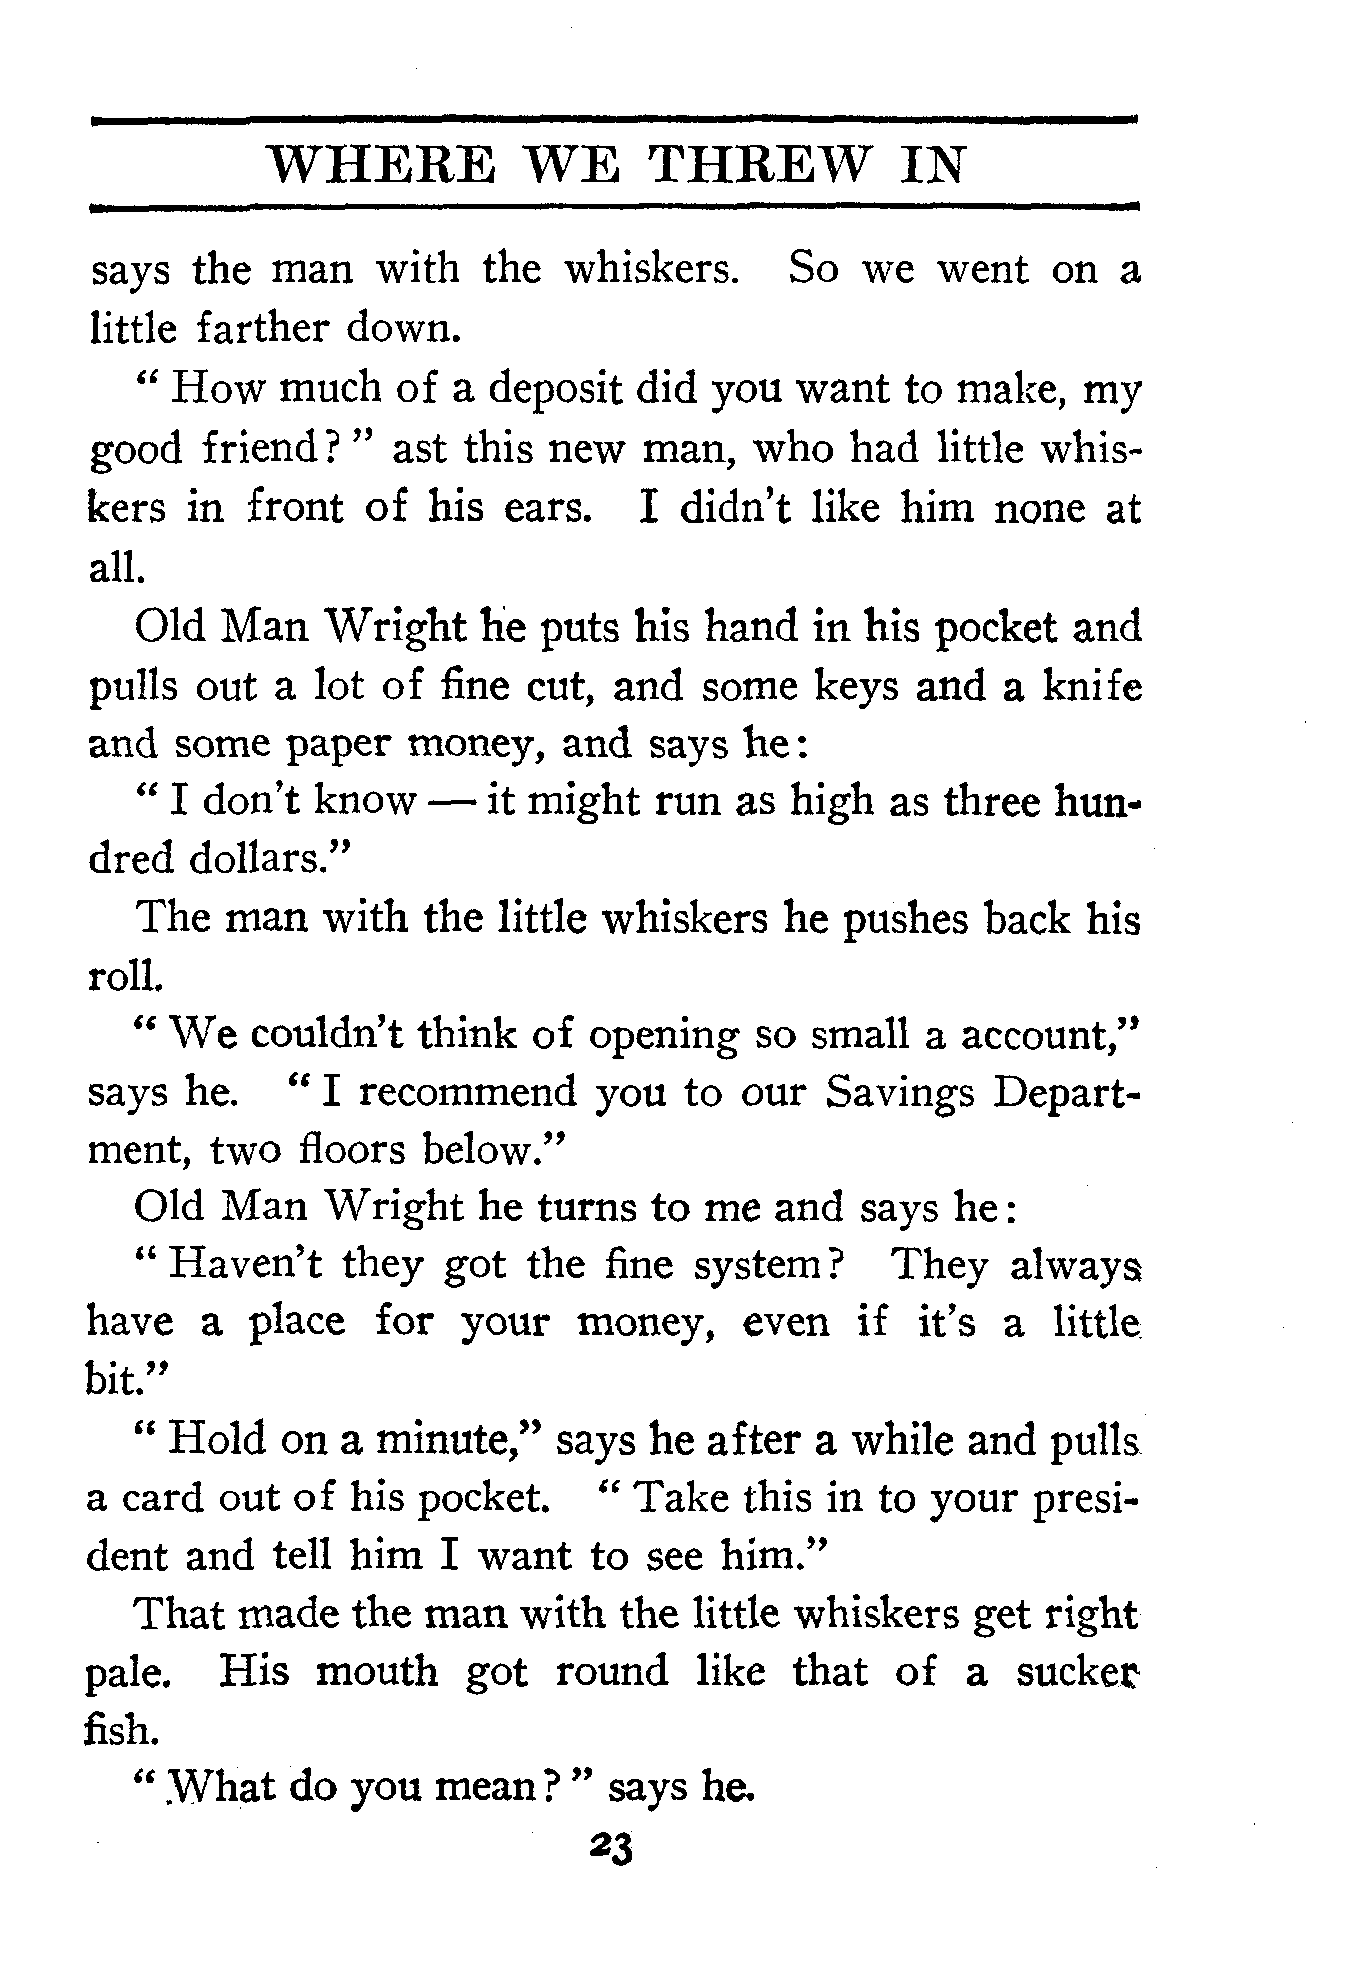 WHERE WE THREW IN
says the man with the whiskers. So we went on a
little farther down.
“ How much of a deposit did you want to make, my
good friend? ” ast this new man, who had little whis-
kers in front of his ears. I didn’t like him none at
all.
Old Man Wright he puts his hand in his pocket and
pulls out a lot of fine cut, and some keys and a knife
and some paper money, and says he:
“ I don’t know — it might run as high as three hun-
dred dollars.”
The man with the little whiskers he pushes back his
roll.
“ We couldn’t think of opening so small a account,”
says he. “ I recommend you to our Savings Depart-
ment, two floors below.”
Old Man Wright he turns to me and says he:
“ Haven’t they got the fine system? They always
have a place for your money, even if it’s a little
bit.”
“ Hold on a minute,” says he after a while and pulls
a card out of his pocket. “ Take this in to your presi-
dent and tell him I want to see him.”
That made the man with the little whiskers get right
pale. His mouth got round like that of a sucker
fish.
“ What do you mean? ” says he.
23